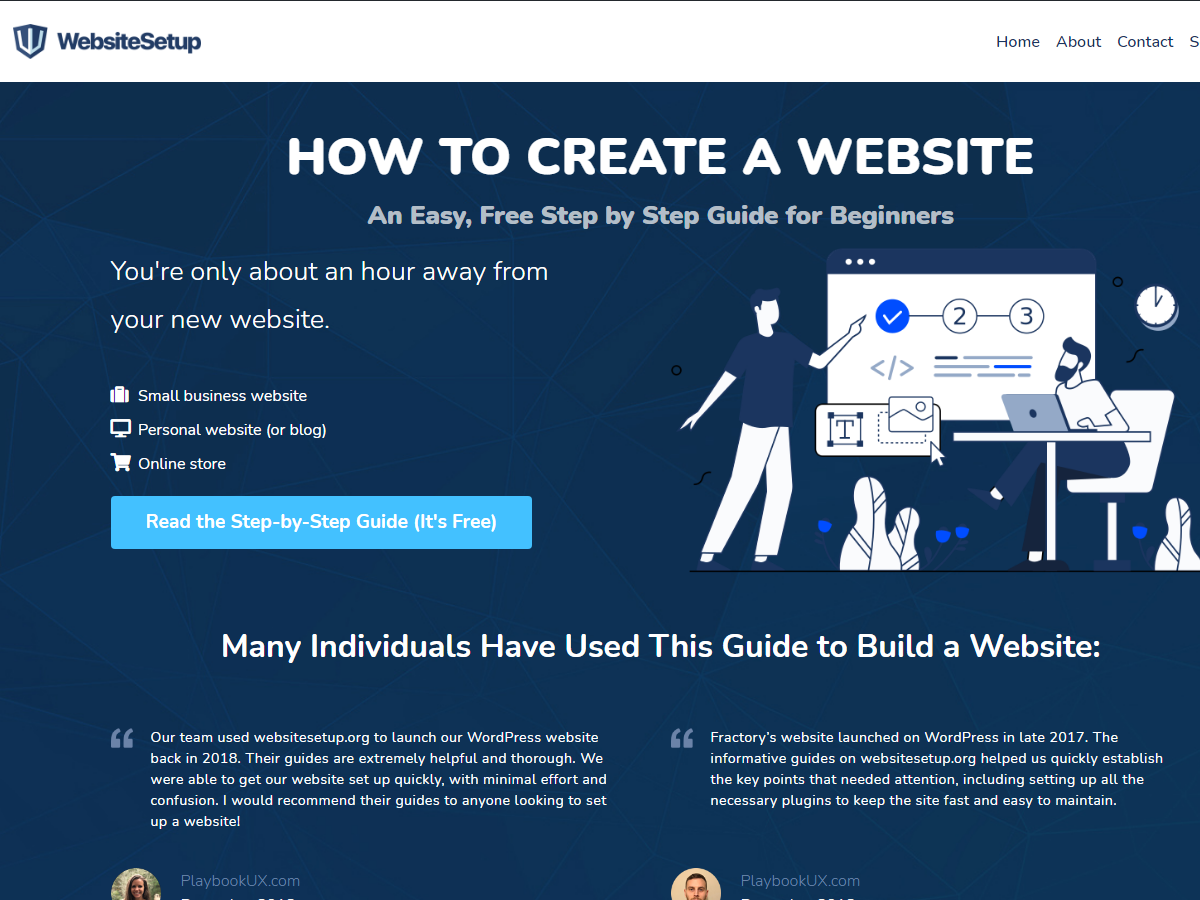 WebsiteSetup
Home About Contact S
HOW TO CREATE A WEBSITE
An Easy, Free Step by Step Guide for Beginners
You're only about an hour away from
your new website.
2 3
</>
T
Small business website
Personal website (or blog)
Online store
Read the Step-by-Step Guide (It's Free)
Many Individuals Have Used This Guide to Build a Website:
Our team used websitesetup.org to launch our WordPress website
back in 2018. Their guides are extremely helpful and thorough. We
were able to get our website set up quickly, with minimal effort and
confusion. I would recommend their guides to anyone looking to set
up a website!
PlaybookUX.com
Fractory's website launched on WordPress in late 2017. The
informative guides on websitesetup.org helped us quickly establish
the key points that needed attention, including setting up all the
necessary plugins to keep the site fast and easy to maintain.
PlaybookUX.com